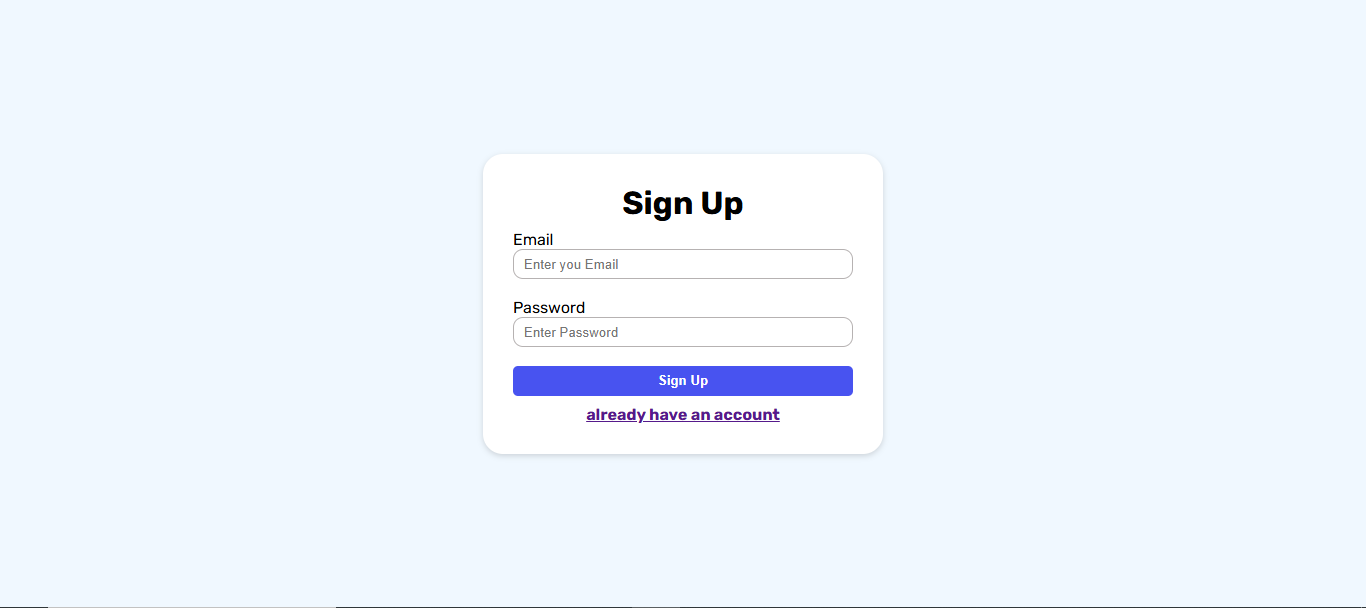 Sign Up
Email
Enter you Email
Password
Enter Password
Sign Up
already have an account